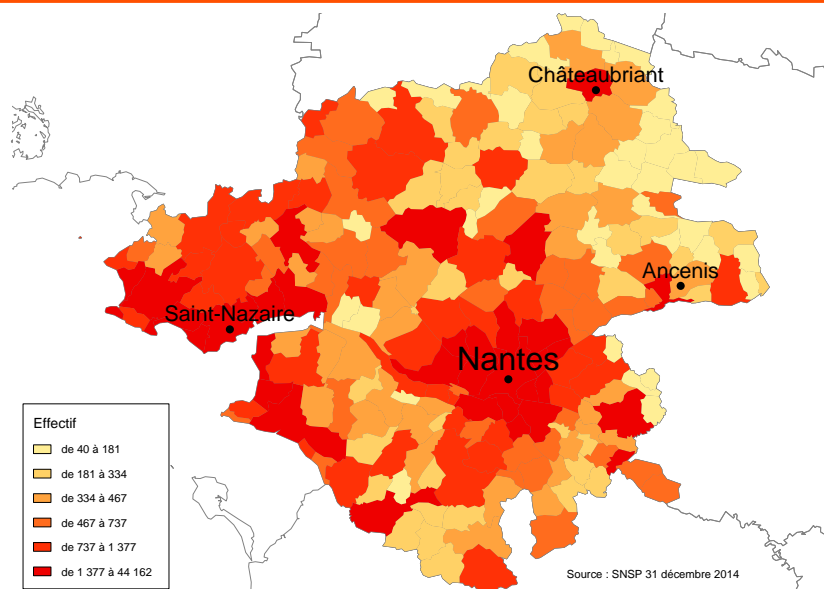 Châteaubriant
Ancenis
Saint-Nazaire
Nantes
Effectif
de 40 à 181
de 181 à 334
de 334 à 467
de 467 à 737
de 737 à 1 377
de 1 377 à 44 162
Source : SNSP 31 décembre 2014